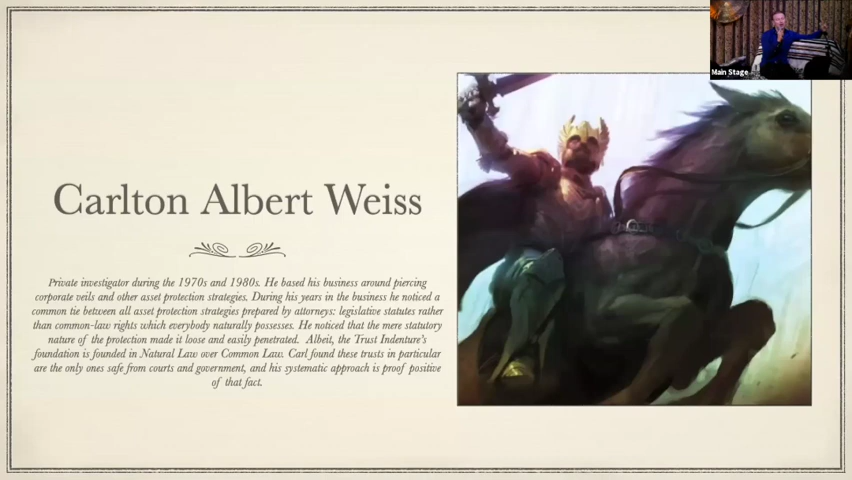 Main Stage
Carlton Albert Weiss
Private investigator during the 1970s and 1980s. He based his business around piercing
corporate veils and other asset protection strategies. During his years in the business he noticed a
common tie between all asset protection strategies prepared by attorneys: legislative statutes rather
than common-law rights which everybody naturally possesses. He noticed that the mere statutory
nature of the protection made it loose and easily penetrated. Albeit, the Trust Indenture's
foundation is founded in Natural Law over Common Law. Carl found these trusts in particular
are the only ones safe from courts and government, and his systematic approach is proof positive
of that fact.